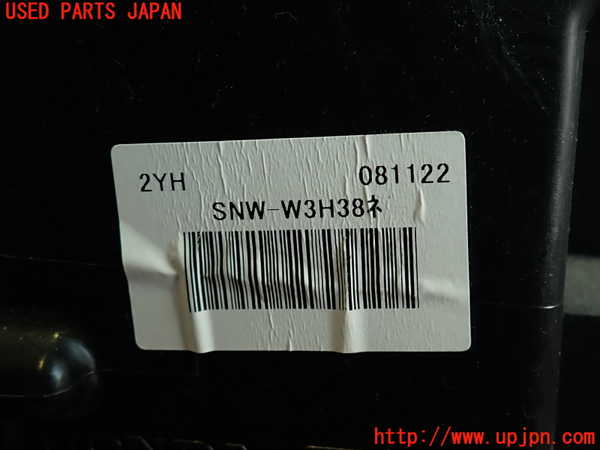 USED PARTS JAPAN
2YH 081122
SNW-W3H38ネ
http://www.upjpn.com/